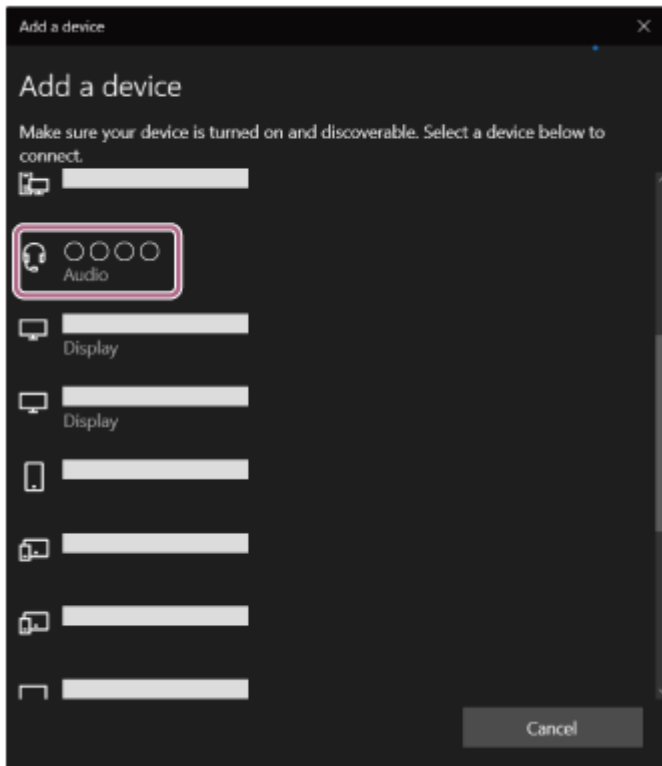 Add a device
Add a device
Make sure your device is turned on and discoverable. Select a device below to
connect.
○○○○
Audio
Display
Display
Cancel